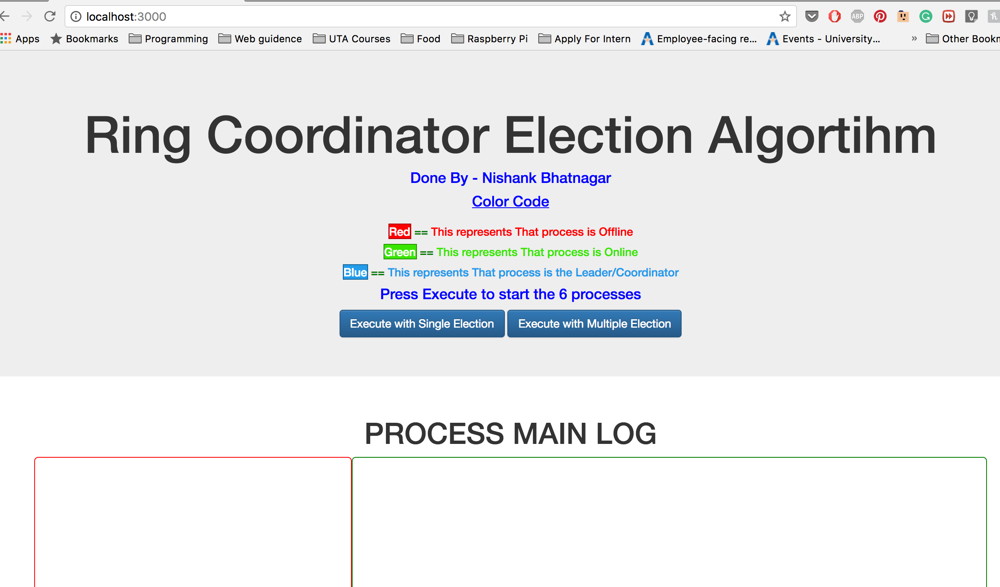 localhost:3000
ABP
Apps Bookmarks Programming Web guidence UTA Courses Food Raspberry Pi Apply For Intern Employee-facing re... Events - University... » Other Bookm
Ring Coordinator Election Algortihm
Done By - Nishank Bhatnagar
Color Code
Red == This represents That process is Offline
Green == This represents That process is Online
Blue == This represents That process is the Leader/Coordinator
Press Execute to start the 6 processes
Execute with Single Election Execute with Multiple Election
PROCESS MAIN LOG